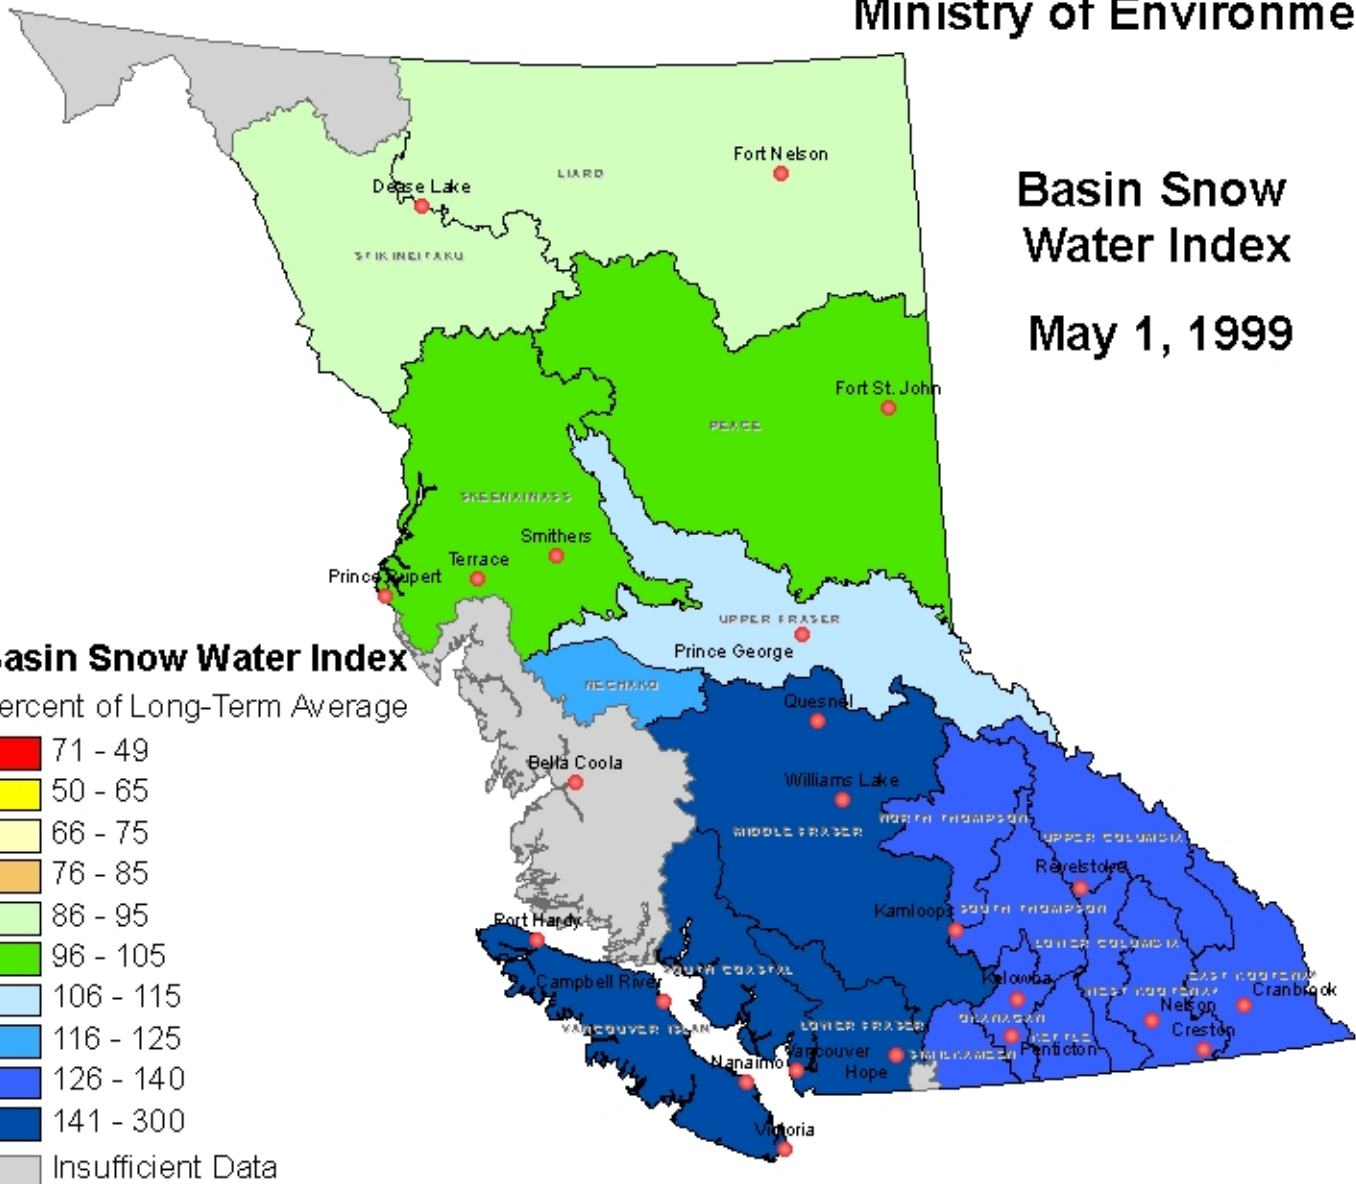 Ministry of Environme
Basin Snow
Water Index
May 1, 1999
Fort Nelson
LIARD
Dease Lake
STIKINE/TAKU
Fort St. John
PEACE
SKEENA/NASS
Smithers
Terrace
Prince Rupert
UPPER FRASER
Prince George
NECHAKO
Quesnel
Bella Coola
Williams Lake
NORTH THOMPSON
MIDDLE FRASER
UPPER COLUMBIA
Revelstoke
Kamloops
SOUTH THOMPSON
Port Hardy
LOWER COLUMBIA
SOUTH COASTAL
Campbell River
Kelowna
EAST KOOTENAY
WEST KOOTENAY
Cranbrook
Nelson
OKANAGAN
VANCOUVER ISLAN
LOWER FRASER
Creston
KETTLE
Vancouver
SIMILKAMEEN
Penticton
Nanaimo
Hope
Victoria
asin Snow Water Index
ercent of Long-Term Average
71 - 49
50 - 65
66 - 75
76 - 85
86 - 95
96 - 105
106 - 115
116 - 125
126 - 140
141 - 300
Insufficient Data